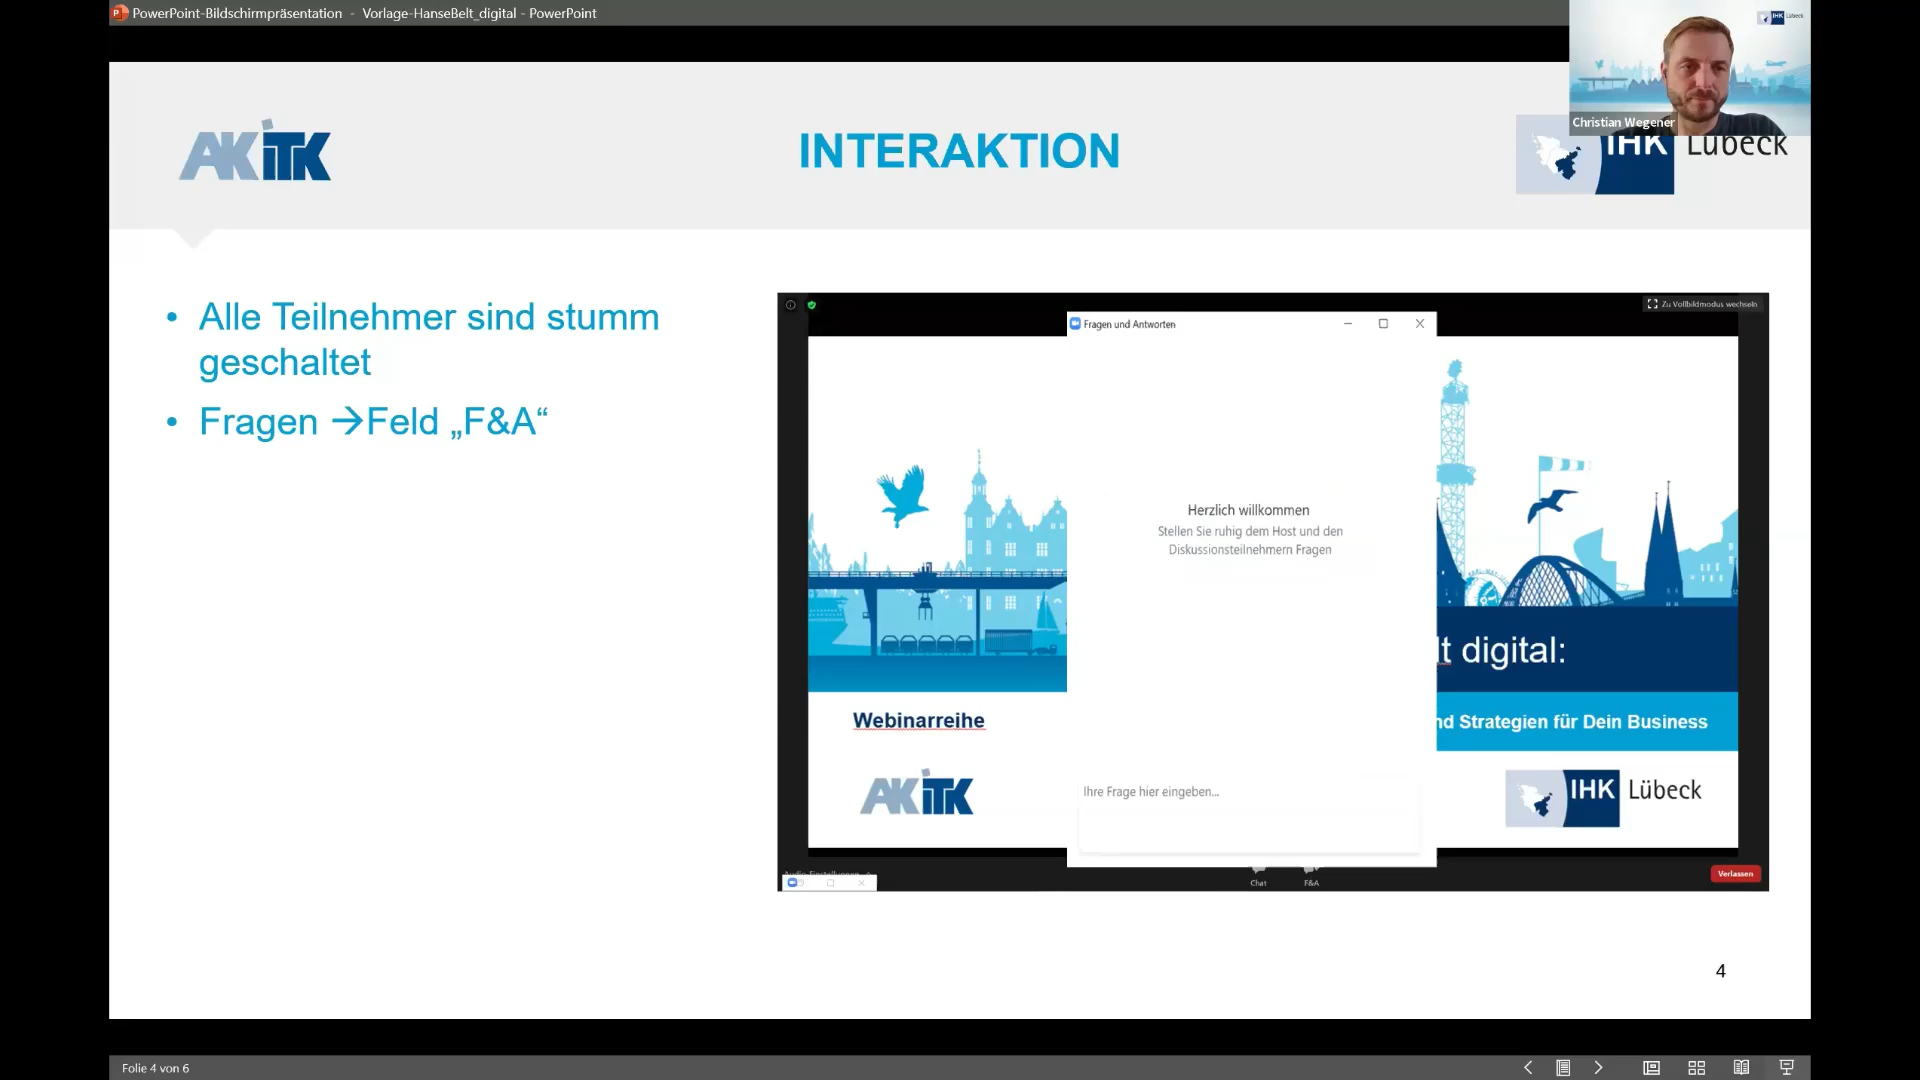 PowerPoint-Bildschirmpräsentation - Vorlage-HanseBelt_digital - PowerPoint
IHK Lübeck
Christian Wegener
AKiTK
INTERAKTION
IHK Lübeck
• Alle Teilnehmer sind stumm
geschaltet
• Fragen →Feld „F&A“
Zu Vollbildmodus wechseln
Fragen und Antworten
Herzlich willkommen
Stellen Sie ruhig dem Host und den
Diskussionsteilnehmern Fragen
lt digital:
Webinarreihe
nd Strategien für Dein Business
Ihre Frage hier eingeben...
AKiTK
IHK Lübeck
Audio-Einstellungen
Chat
F&A
Verlassen
4
Folie 4 von 6